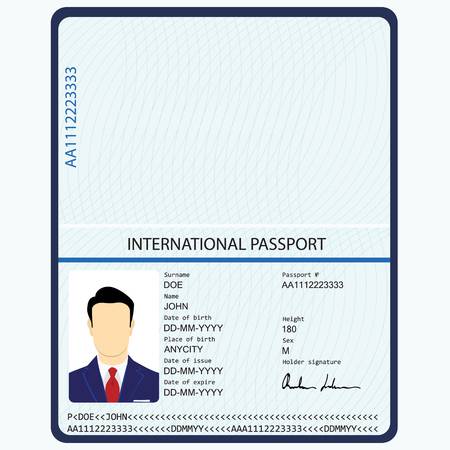 AA1112223333
INTERNATIONAL PASSPORT
Surname
DOE
Name
JOHN
Date of birth
DD-MM-YYYY
Place of birth
ANYCITY
Date of issue
DD-MM-YYYY
Date of expire
DD-MM-YYYY
Passport №
AA1112223333
Height
180
Sex
M
Holder signature
P<DOE<<JOHN<<<<<<<<<<<<<<<<<<<<<<<<<<<<<<
AA1112223333<<<<<<DDMMYY<<<<AAA1111223333<DDMMYY<<<<